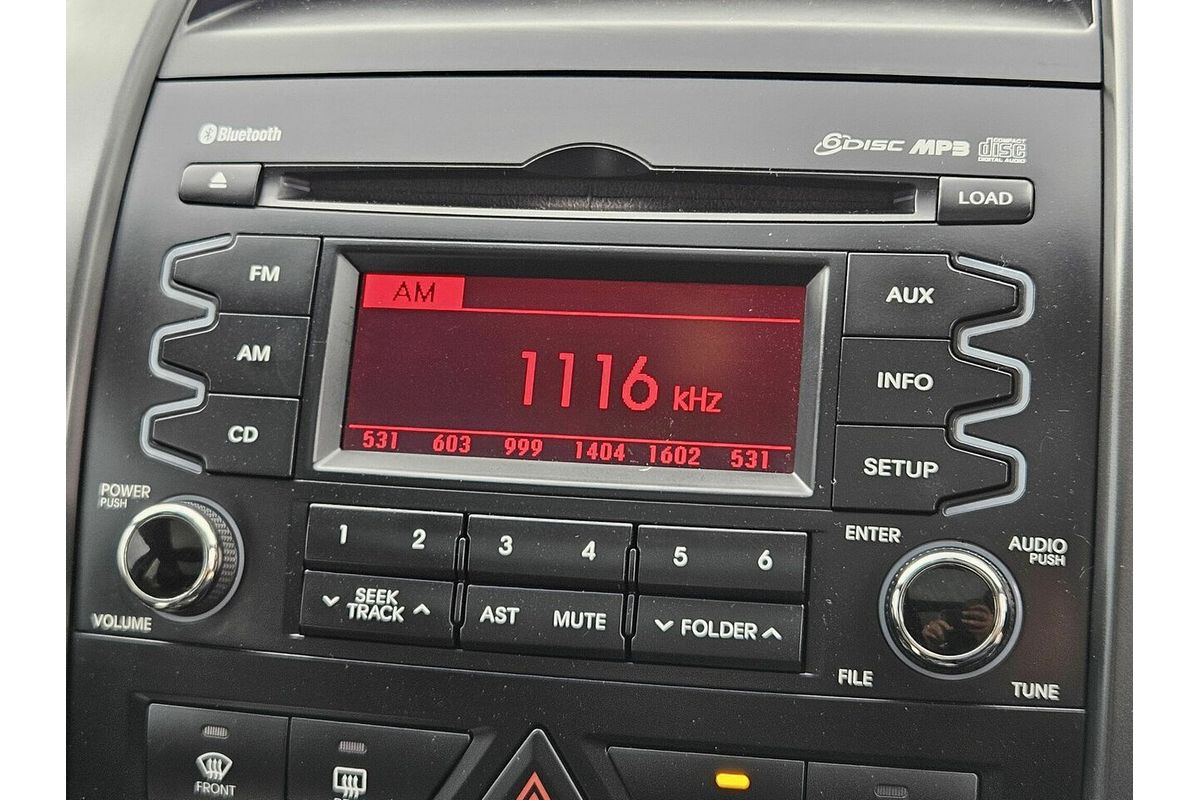 Bluetooth
6 DISC MP3 COMPACT disc DIGITAL AUDIO
LOAD
FM
AM
CD
AM
1116 kHz
531 603 999 1404 1602 531
AUX
INFO
SETUP
POWER
PUSH
VOLUME
1 2 3 4 5 6
SEEK
TRACK
AST MUTE
FOLDER
ENTER
AUDIO
PUSH
FILE
TUNE
FRONT